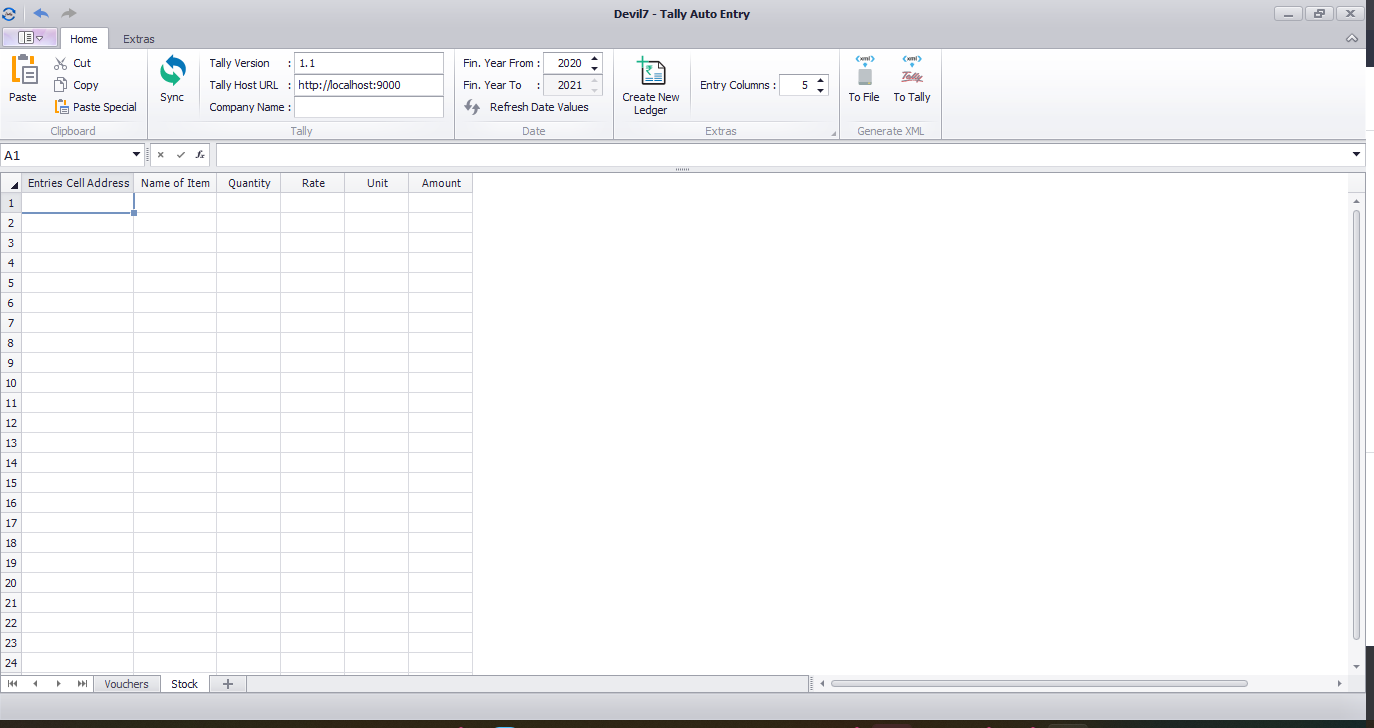 Devil7 - Tally Auto Entry
Home Extras
Paste
Cut
Copy
Paste Special
Clipboard
Sync
Tally Version : 1.1
Tally Host URL : http://localhost:9000
Company Name :
Tally
Fin. Year From : 2020
Fin. Year To : 2021
Refresh Date Values
Date
Create New
Ledger
Entry Columns : 5
Extras
xml
To File
xml
Tally
To Tally
Generate XML
A1
fx
Entries Cell Address Name of Item Quantity Rate Unit Amount
1
2
3
4
5
6
7
8
9
10
11
12
13
14
15
16
17
18
19
20
21
22
23
24
Vouchers Stock